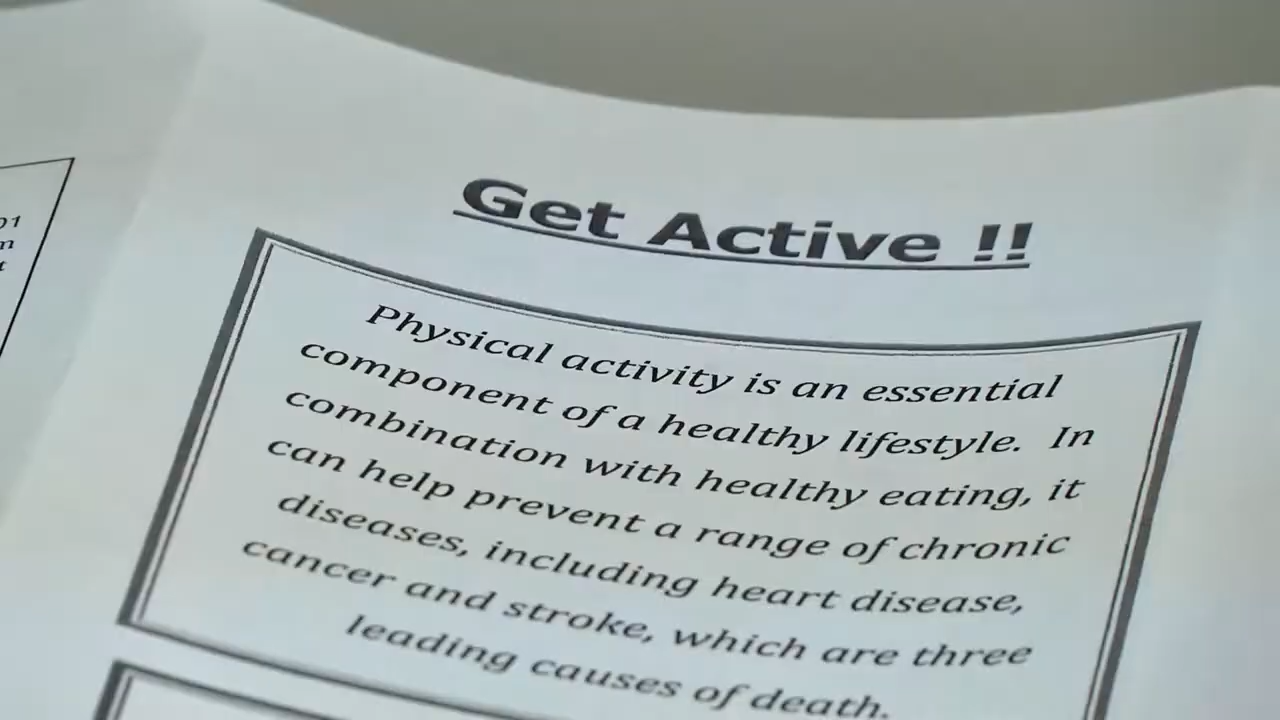 Get Active !!
Physical activity is an essential
component of a healthy lifestyle. In
combination with healthy eating, it
can help prevent a range of chronic
diseases, including heart disease,
cancer and stroke, which are three
leading causes of death.